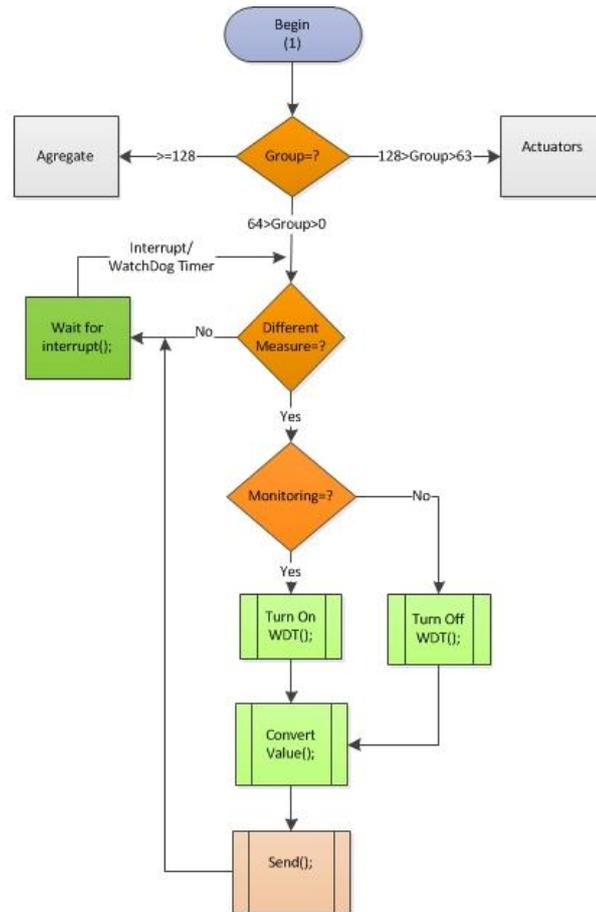 Begin
(1)
Agregate
>=128
Group=?
128>Group>63
Actuators
64>Group>0
Interrupt/
WatchDog Timer
Wait for
interrupt();
No
Different
Measure=?
Yes
Monitoring=?
No
Yes
Turn On
WDT();
Turn Off
WDT();
Convert
Value();
Send();